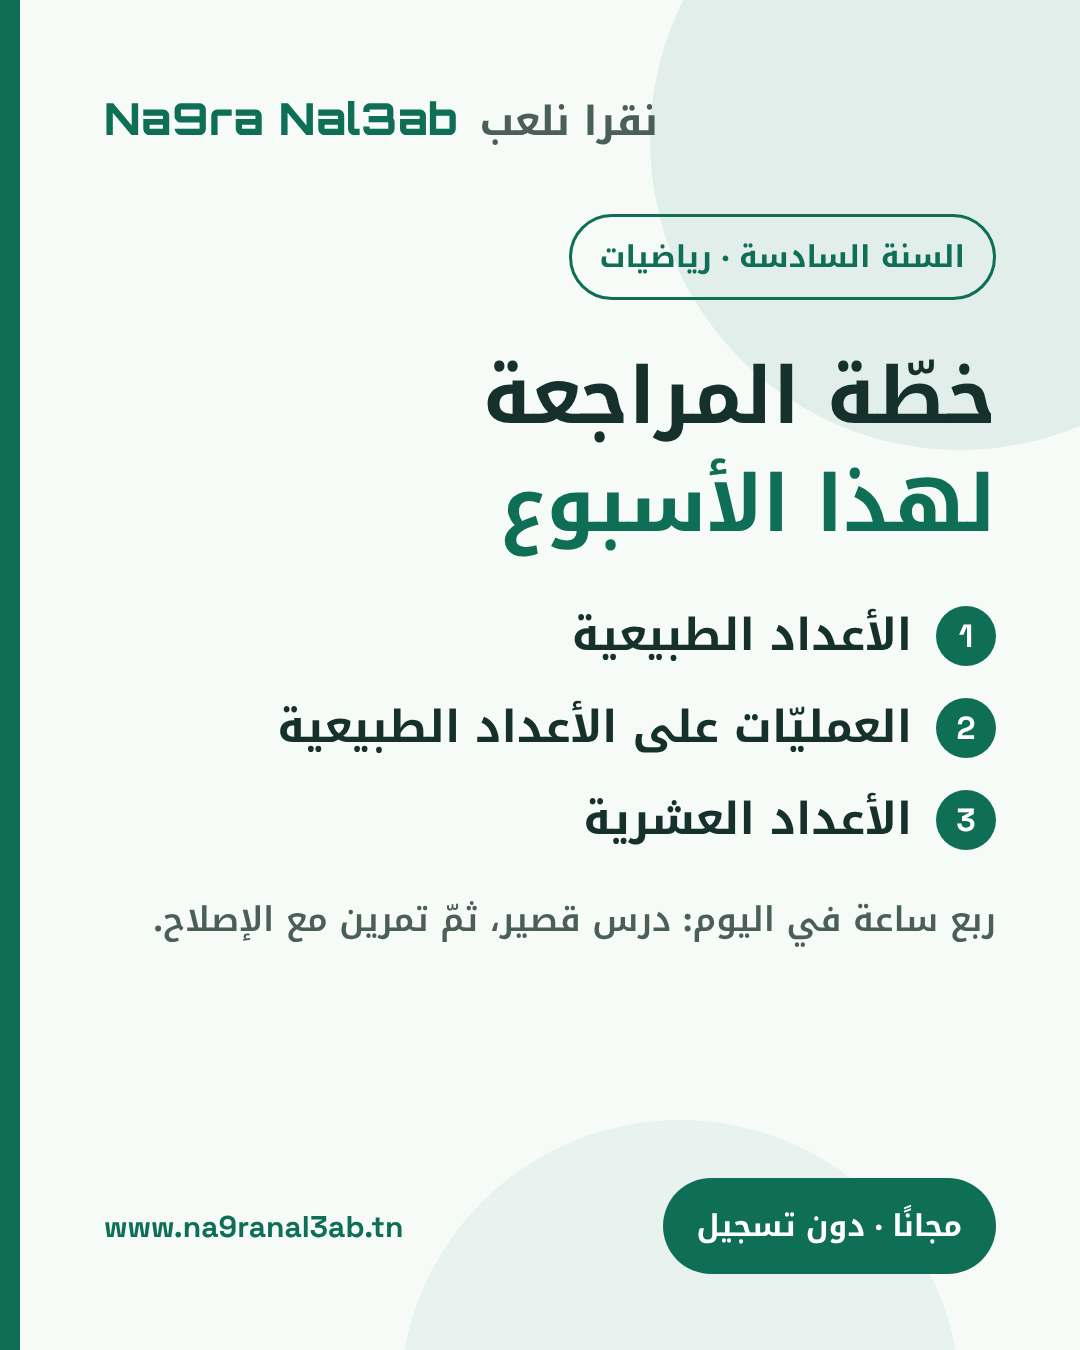 Na9ra Nal3ab نقرا نلعب
السنة السادسة · رياضيات
خطّة المراجعة
لهذا الأسبوع
1 الأعداد الطبيعية
2 العمليّات على الأعداد الطبيعية
3 الأعداد العشرية
ربع ساعة في اليوم: درس قصير، ثمّ تمرين مع الإصلاح.
مجانًا · دون تسجيل
www.na9ranal3ab.tn